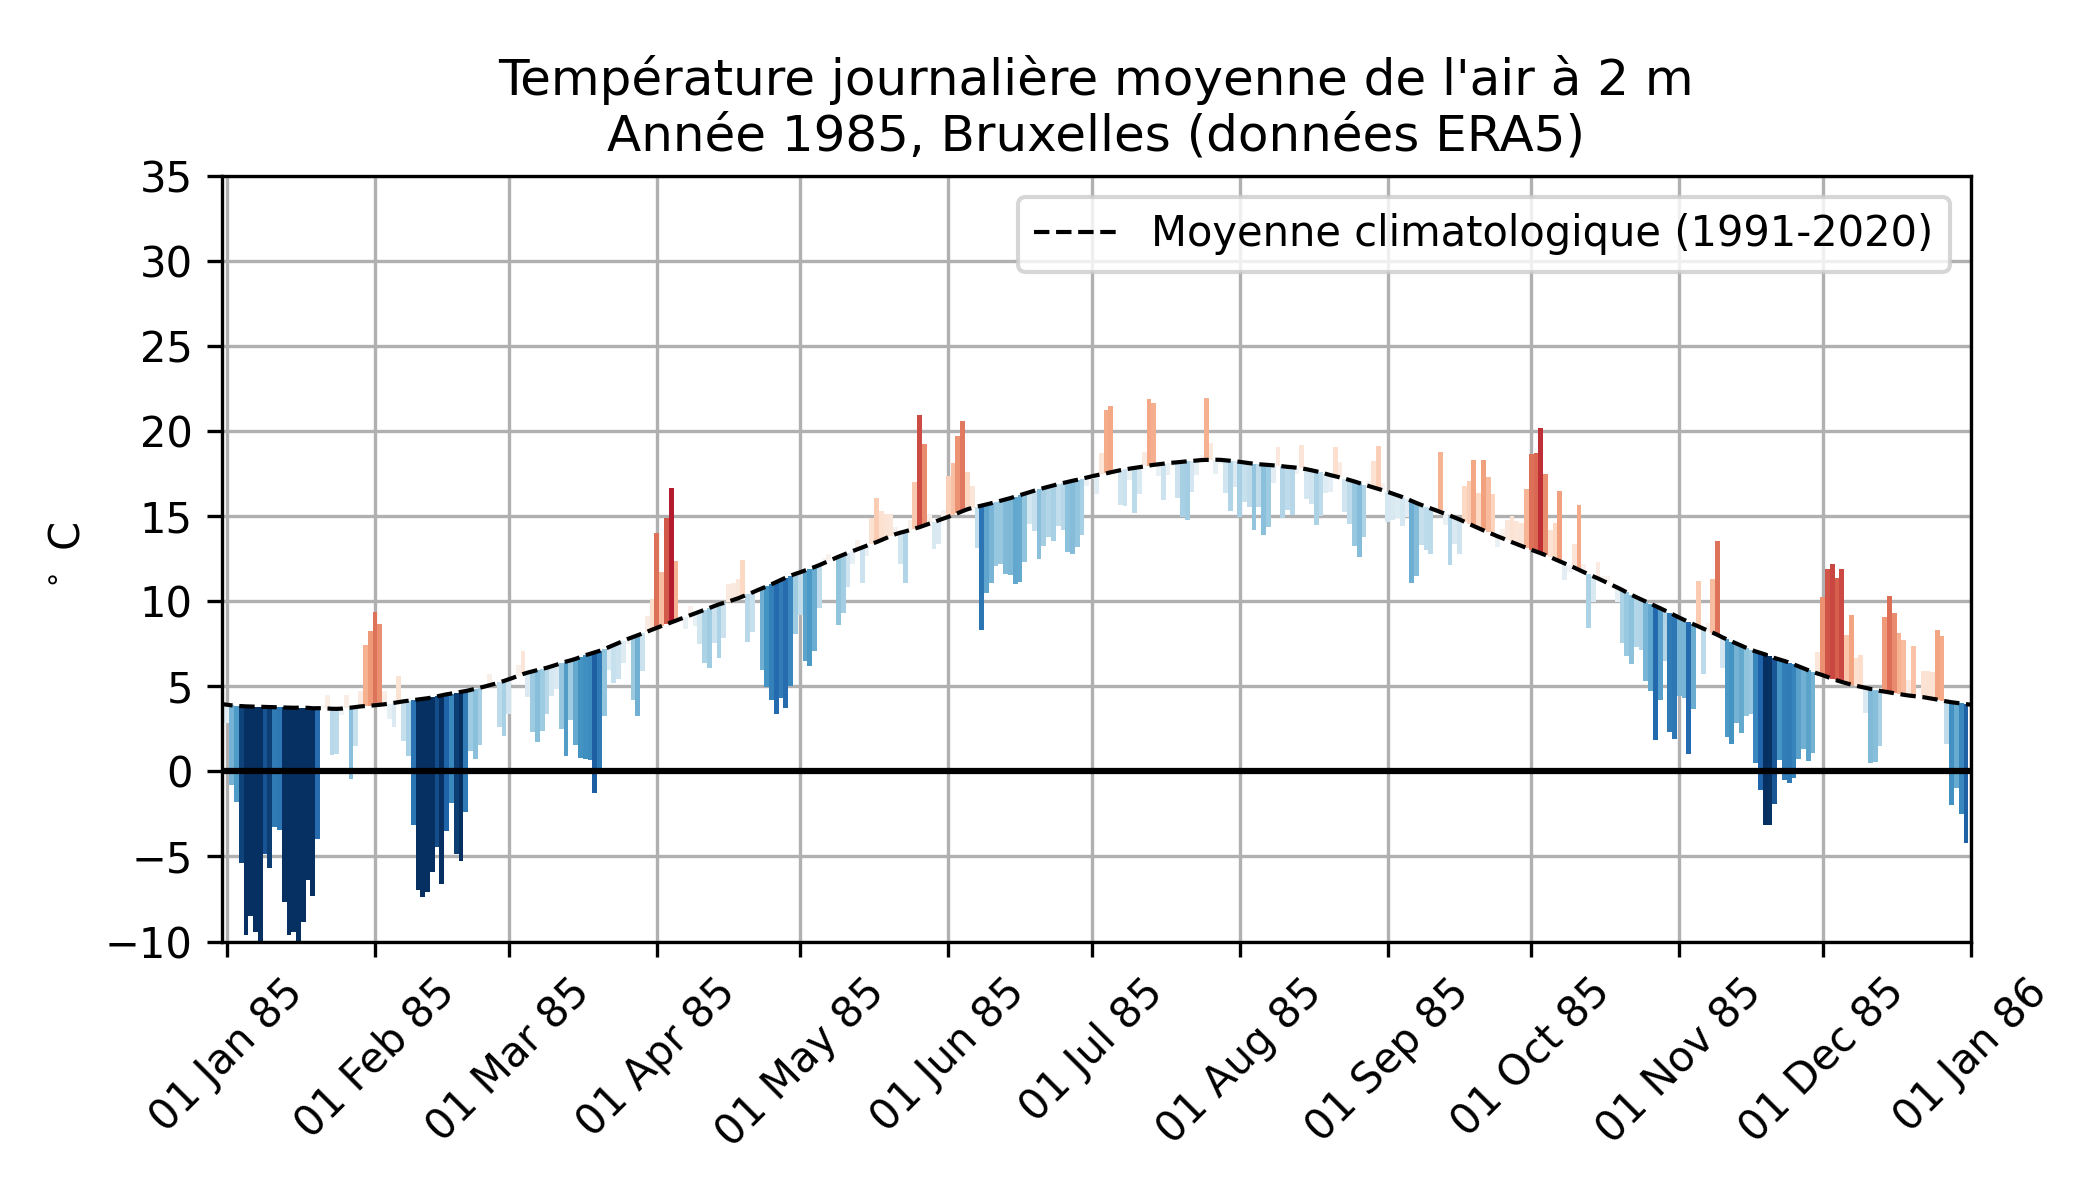 Température journalière moyenne de l'air à 2 m
Année 1985, Bruxelles (données ERA5)
35
30
25
20
15
10
5
0
−5
−10
° C
Moyenne climatologique (1991-2020)
01 Jan 85
01 Feb 85
01 Mar 85
01 Apr 85
01 May 85
01 Jun 85
01 Jul 85
01 Aug 85
01 Sep 85
01 Oct 85
01 Nov 85
01 Dec 85
01 Jan 86